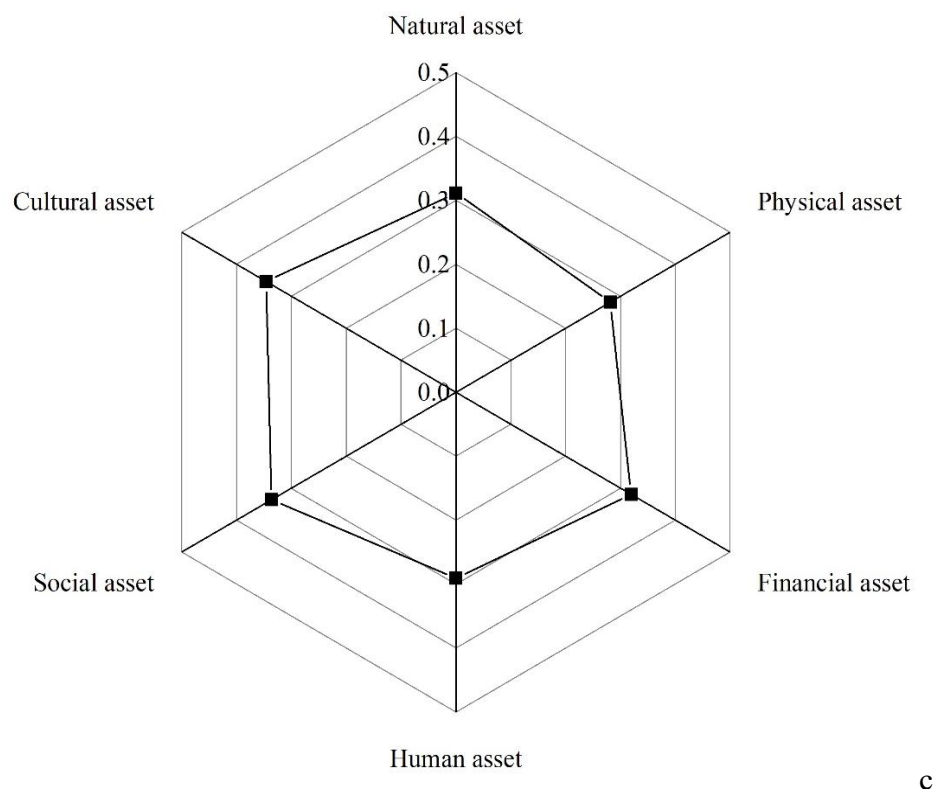 Natural asset
0.5
0.4
Cultural asset
0.3
Physical asset
0.2
0.1
0.0
Social asset
Financial asset
Human asset
c